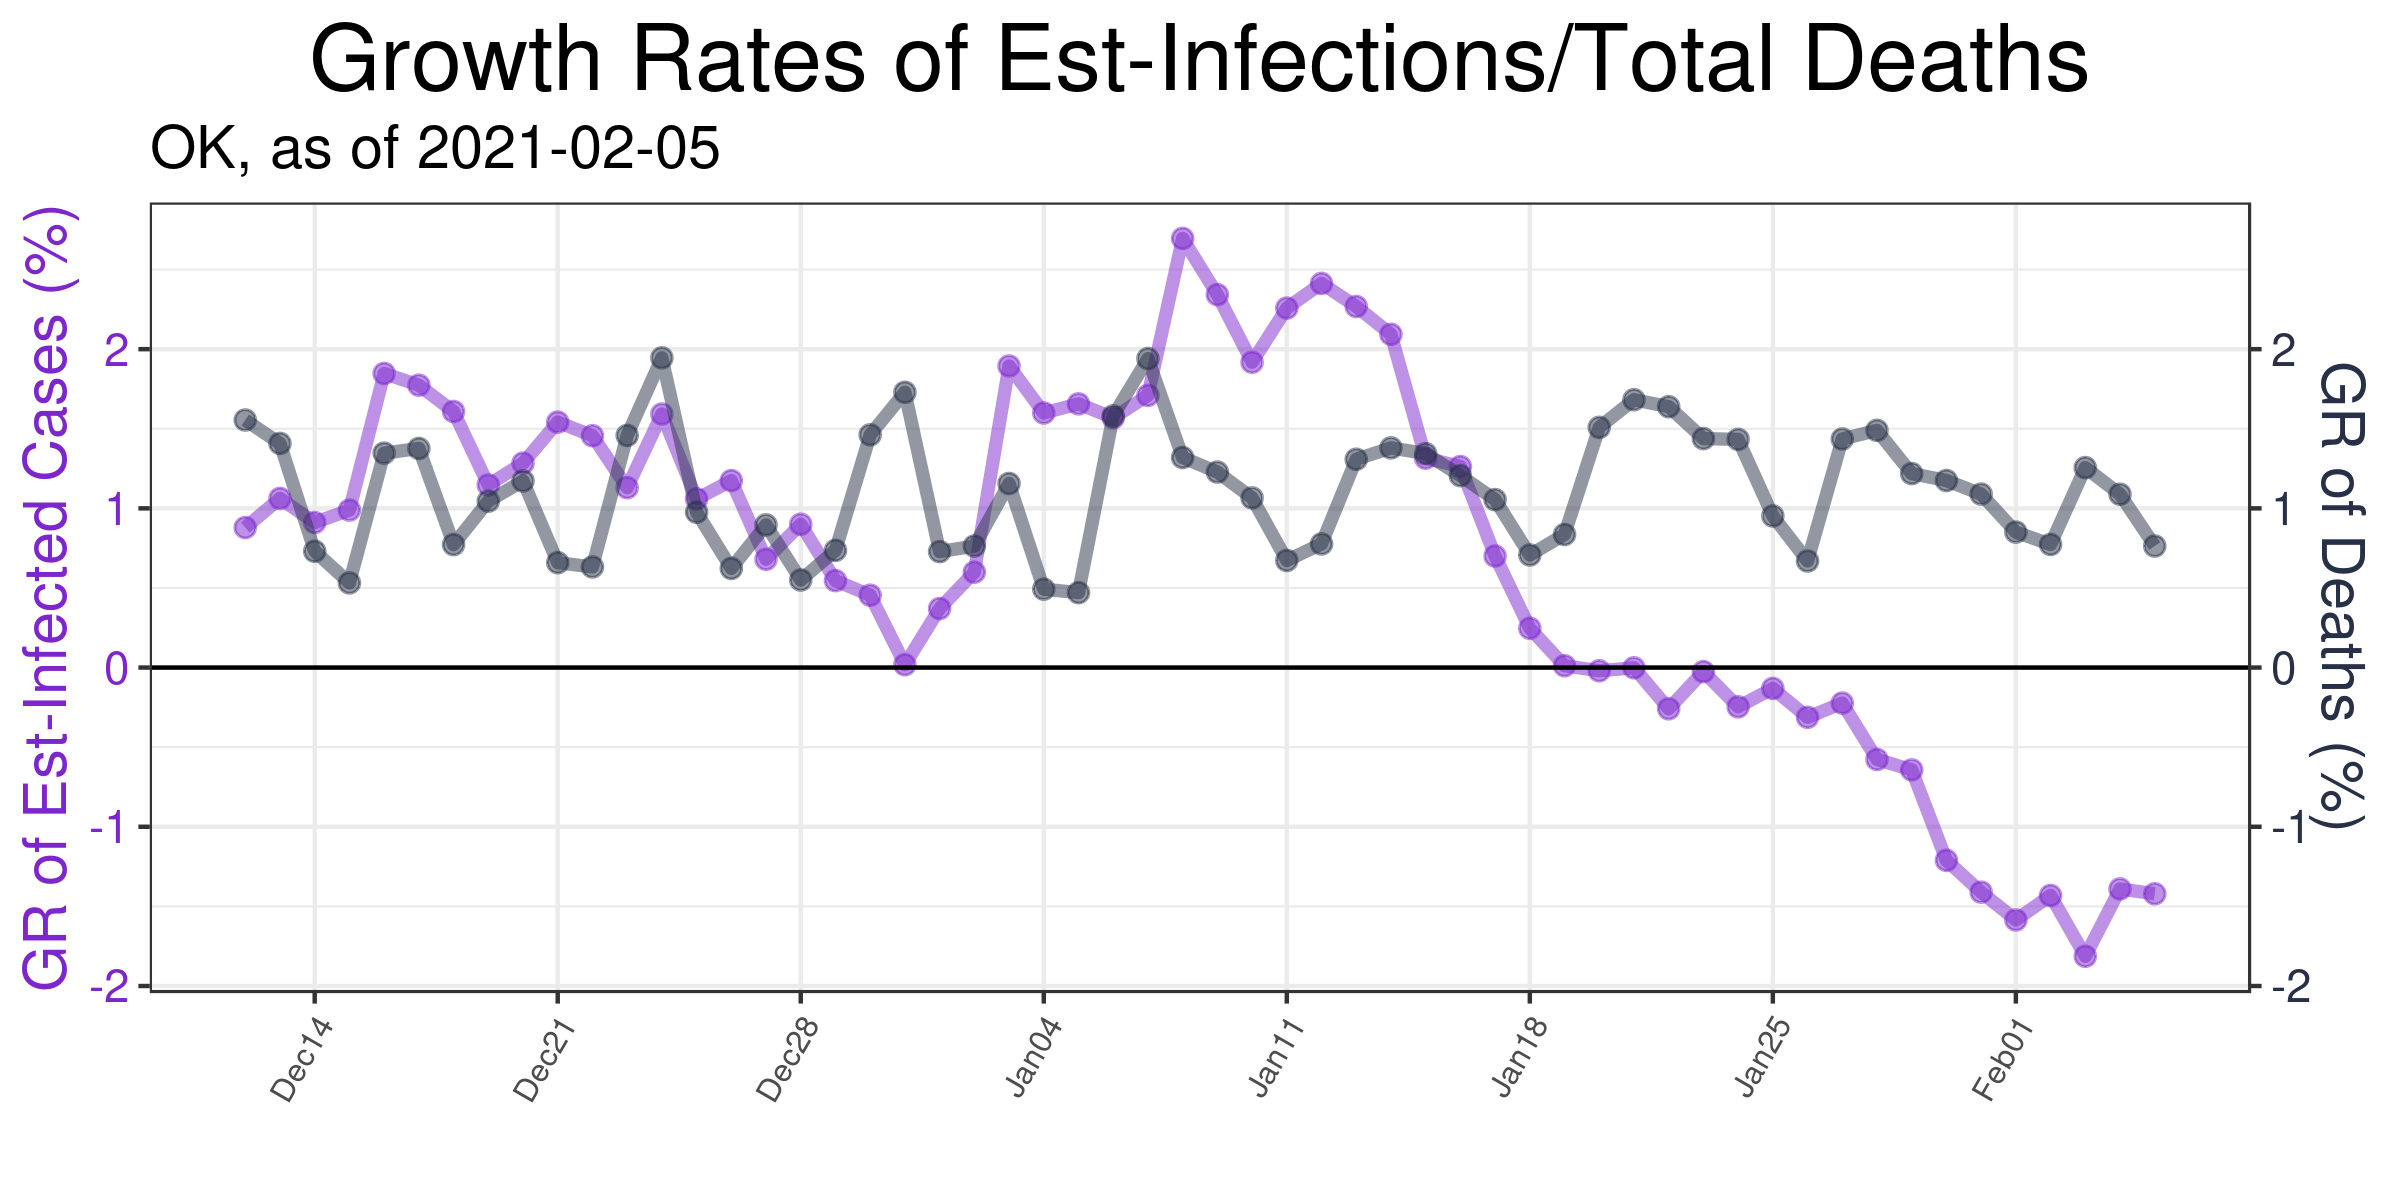 Growth Rates of Est-Infections/Total Deaths
OK, as of 2021-02-05
GR of Est-Infected Cases (%)
2
1
0
-1
-2
2
1
0
-1
-2
GR of Deaths (%)
Dec14
Dec21
Dec28
Jan04
Jan11
Jan18
Jan25
Feb01